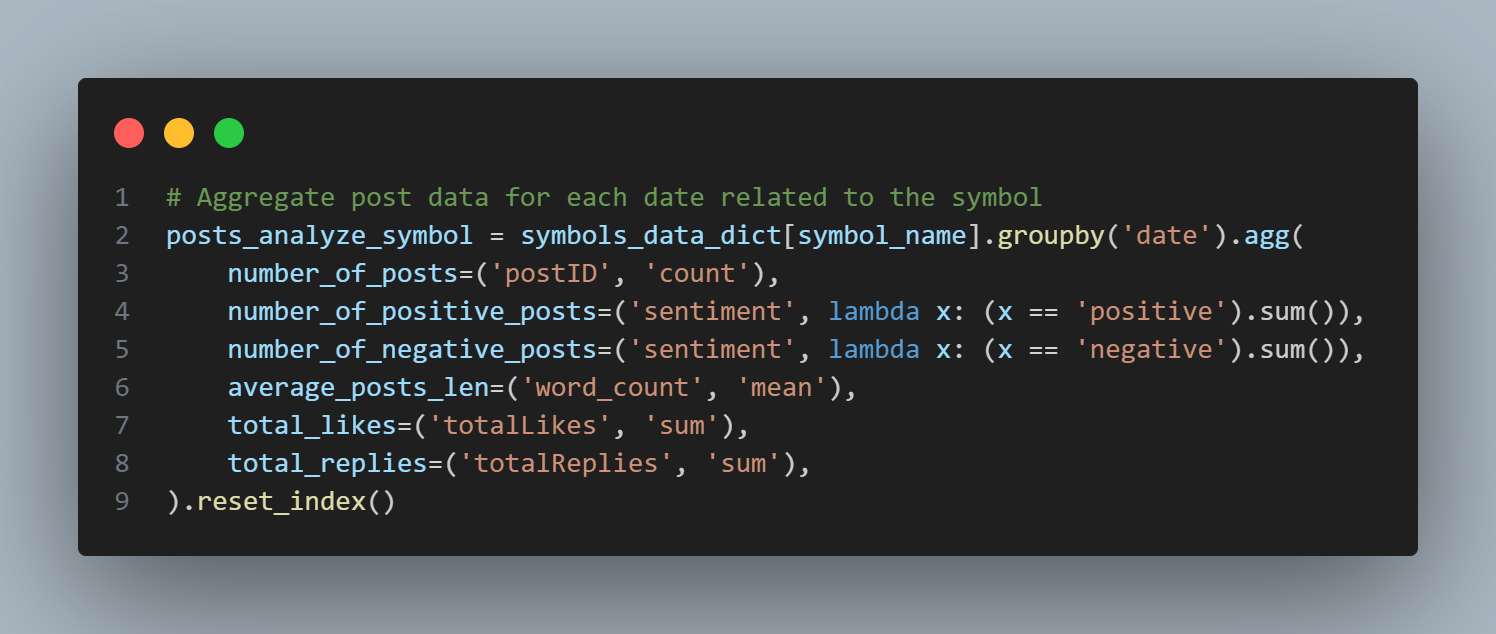 1 # Aggregate post data for each date related to the symbol
2 posts_analyze_symbol = symbols_data_dict[symbol_name].groupby('date').agg(
3     number_of_posts=('postID', 'count'),
4     number_of_positive_posts=('sentiment', lambda x: (x == 'positive').sum()),
5     number_of_negative_posts=('sentiment', lambda x: (x == 'negative').sum()),
6     average_posts_len=('word_count', 'mean'),
7     total_likes=('totalLikes', 'sum'),
8     total_replies=('totalReplies', 'sum'),
9 ).reset_index()